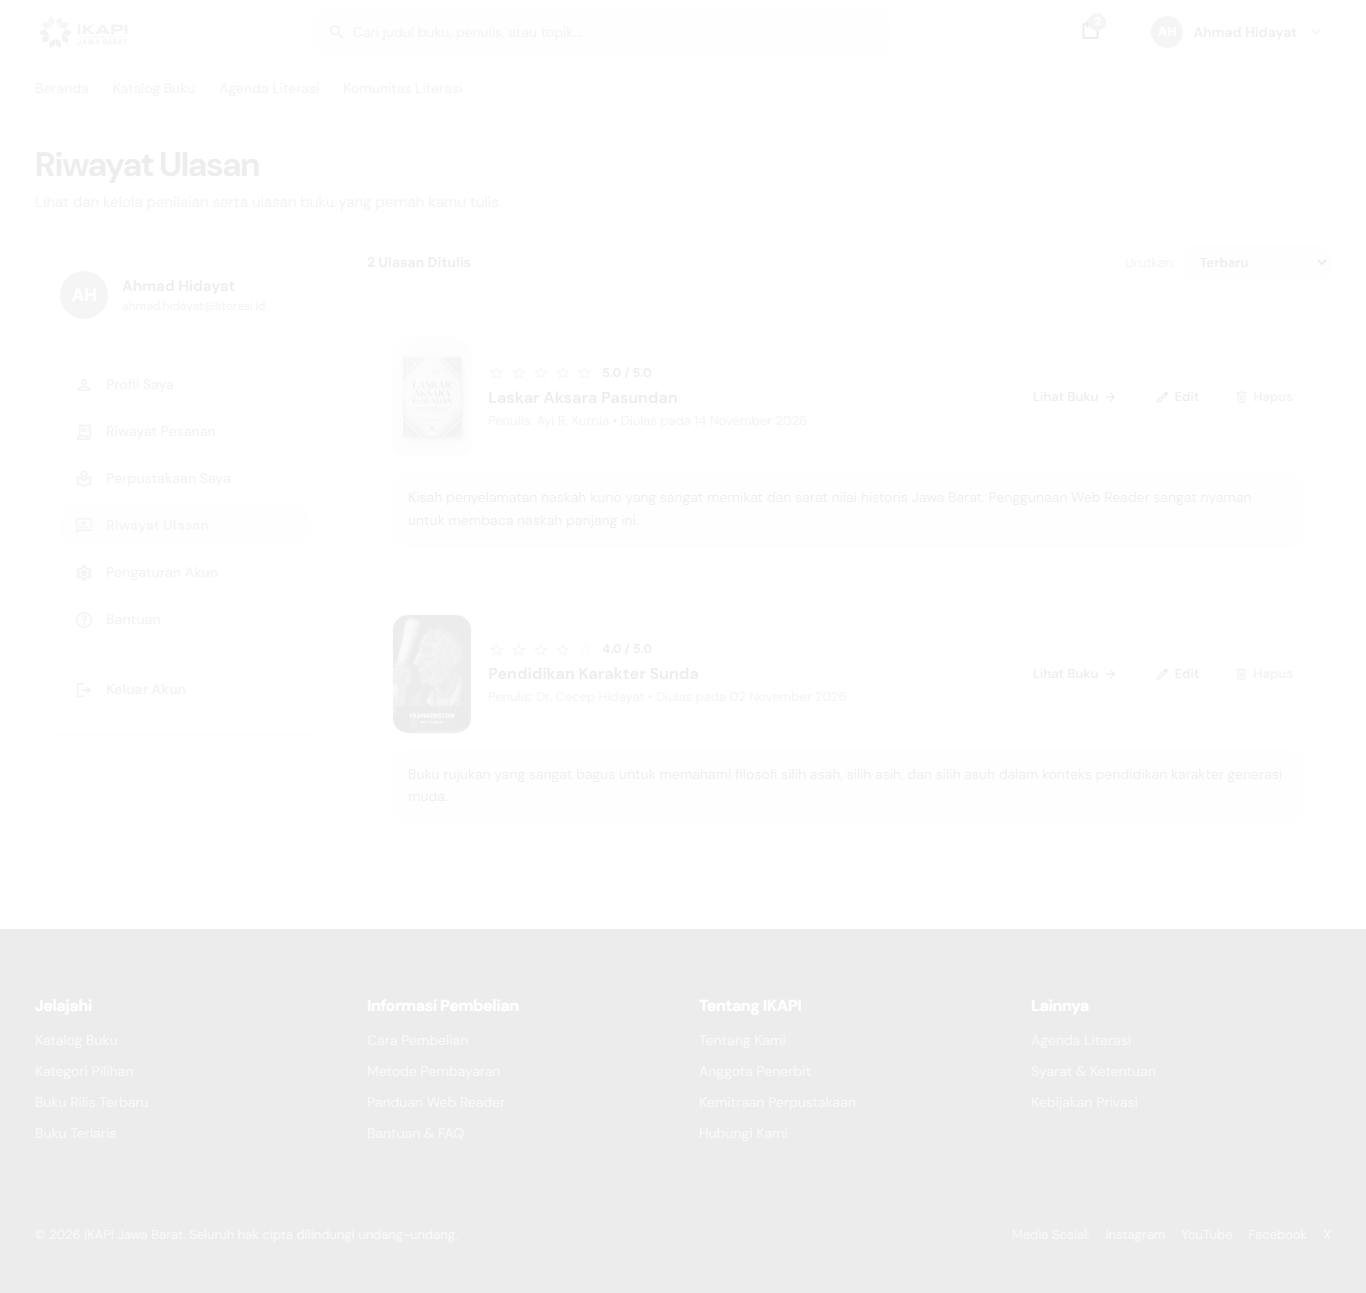 IKAPI
JAWA BARAT
Cari judul buku, penulis, atau topik...
2
AH
Ahmad Hidayat
Beranda
Katalog Buku
Agenda Literasi
Komunitas Literasi
Riwayat Ulasan
Lihat dan kelola penilaian serta ulasan buku yang pernah kamu tulis.
AH
Ahmad Hidayat
ahmad.hidayat@literasi.id
Profil Saya
Riwayat Pesanan
Perpustakaan Saya
Riwayat Ulasan
Pengaturan Akun
Bantuan
Keluar Akun
2 Ulasan Ditulis
Urutkan:
Terbaru
LASKAR
AKSARA
PASUNDAN
5.0 / 5.0
Laskar Aksara Pasundan
Penulis: Ayi R. Kurnia • Diulas pada 14 November 2026
Lihat Buku
Edit
Hapus
Kisah penyelamatan naskah kuno yang sangat memikat dan sarat nilai historis Jawa Barat. Penggunaan Web Reader sangat nyaman
untuk membaca naskah panjang ini.
FRANKENSTEIN
4.0 / 5.0
Pendidikan Karakter Sunda
Penulis: Dr. Cecep Hidayat • Diulas pada 02 November 2026
Lihat Buku
Edit
Hapus
Buku rujukan yang sangat bagus untuk memahami filosofi silih asah, silih asih, dan silih asuh dalam konteks pendidikan karakter generasi
muda.
Jelajahi
Katalog Buku
Kategori Pilihan
Buku Rilis Terbaru
Buku Terlaris
Informasi Pembelian
Cara Pembelian
Metode Pembayaran
Panduan Web Reader
Bantuan & FAQ
Tentang IKAPI
Tentang Kami
Anggota Penerbit
Kemitraan Perpustakaan
Hubungi Kami
Lainnya
Agenda Literasi
Syarat & Ketentuan
Kebijakan Privasi
© 2026 IKAPI Jawa Barat. Seluruh hak cipta dilindungi undang-undang.
Media Sosial:
Instagram
YouTube
Facebook
X